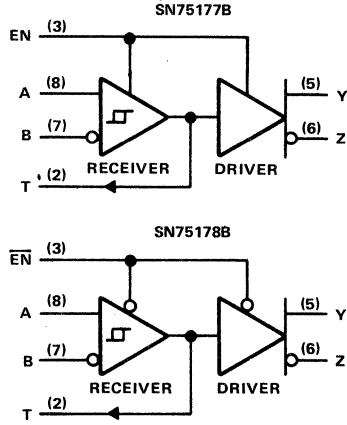 SN75177B
EN (3)
A (8)
(5) Y
B (7)
(6) Z
RECEIVER DRIVER
T (2)
SN75178B
EN (3)
A (8)
(5) Y
B (7)
(6) Z
RECEIVER DRIVER
T (2)